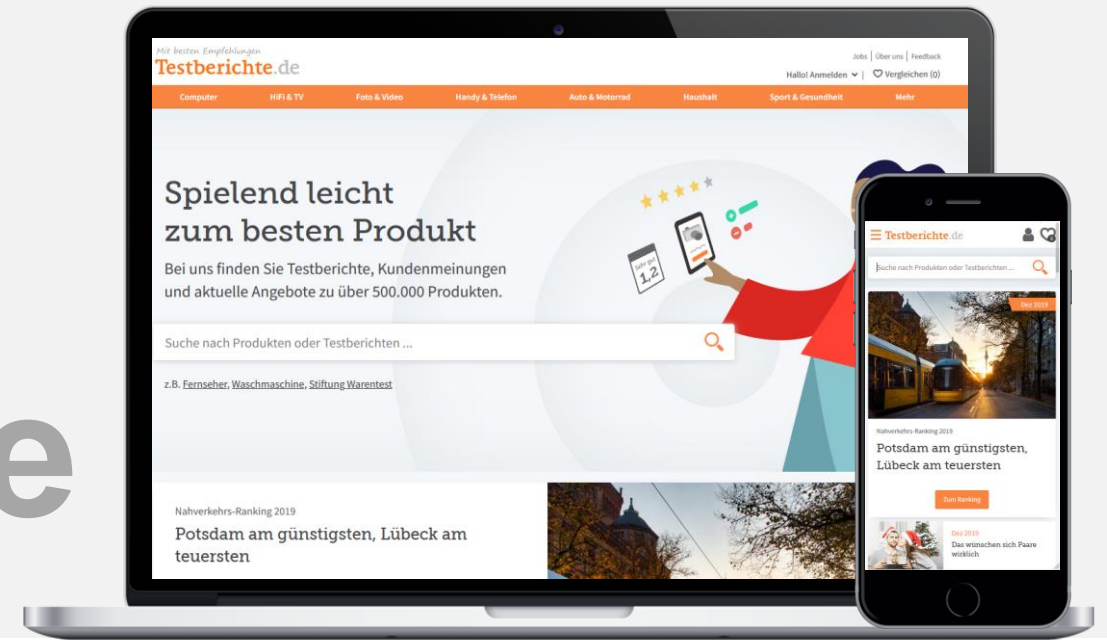 Mit besten Empfehlungen
Testberichte.de
Jobs | Über uns | Feedback
Hallo! Anmelden | Vergleichen (0)
Computer HiFi & TV Foto & Video Handy & Telefon Auto & Motorrad Haushalt Sport & Gesundheit Mehr
Spielend leicht
zum besten Produkt
Bei uns finden Sie Testberichte, Kundenmeinungen
und aktuelle Angebote zu über 500.000 Produkten.
Sehr gut
1,2
Suche nach Produkten oder Testberichten ...
z.B. Fernseher, Waschmaschine, Stiftung Warentest
Nahverkehrs-Ranking 2019
Potsdam am günstigsten, Lübeck am
teuersten
e
Testberichte.de
Suche nach Produkten oder Testberichten ...
Dez 2019
Nahverkehrs-Ranking 2019
Potsdam am günstigsten,
Lübeck am teuersten
Zum Ranking
Dez 2019
Das wünschen sich Paare
wirklich